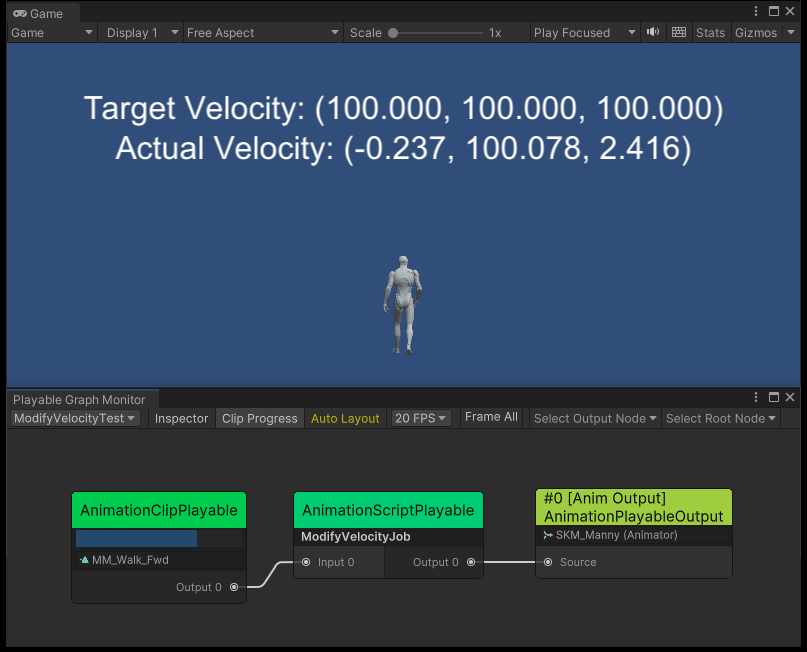 Game
Game Display 1 Free Aspect Scale 1x Play Focused Stats Gizmos
Target Velocity: (100.000, 100.000, 100.000)
Actual Velocity: (-0.237, 100.078, 2.416)
Playable Graph Monitor
ModifyVelocityTest Inspector Clip Progress Auto Layout 20 FPS Frame All Select Output Node Select Root Node
AnimationClipPlayable
MM_Walk_Fwd
Output 0
AnimationScriptPlayable
ModifyVelocityJob
Input 0 Output 0
#0 [Anim Output]
AnimationPlayableOutput
SKM_Manny (Animator)
Source